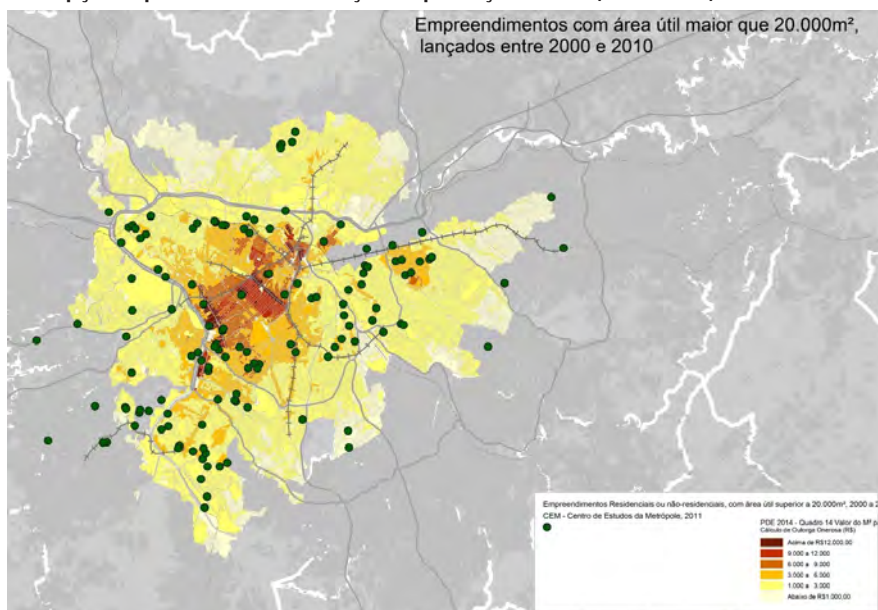 Empreendimentos com área útil maior que 20.000m²,
lançados entre 2000 e 2010
Empreendimentos Residenciais ou não-residenciais, com área útil superior a 20.000m², 2000 a 2
CEM - Centro de Estudos da Metrópole, 2011
PDE 2014 - Quadro 14 Valor do M² p
Cálculo de Outorga Onerosa (R$)
Acima de R$12.000,00
9.000 a 12.000
6.000 a 9.000
3.000 a 6.000
1.000 a 3.000
Abaixo de R$1.000,00